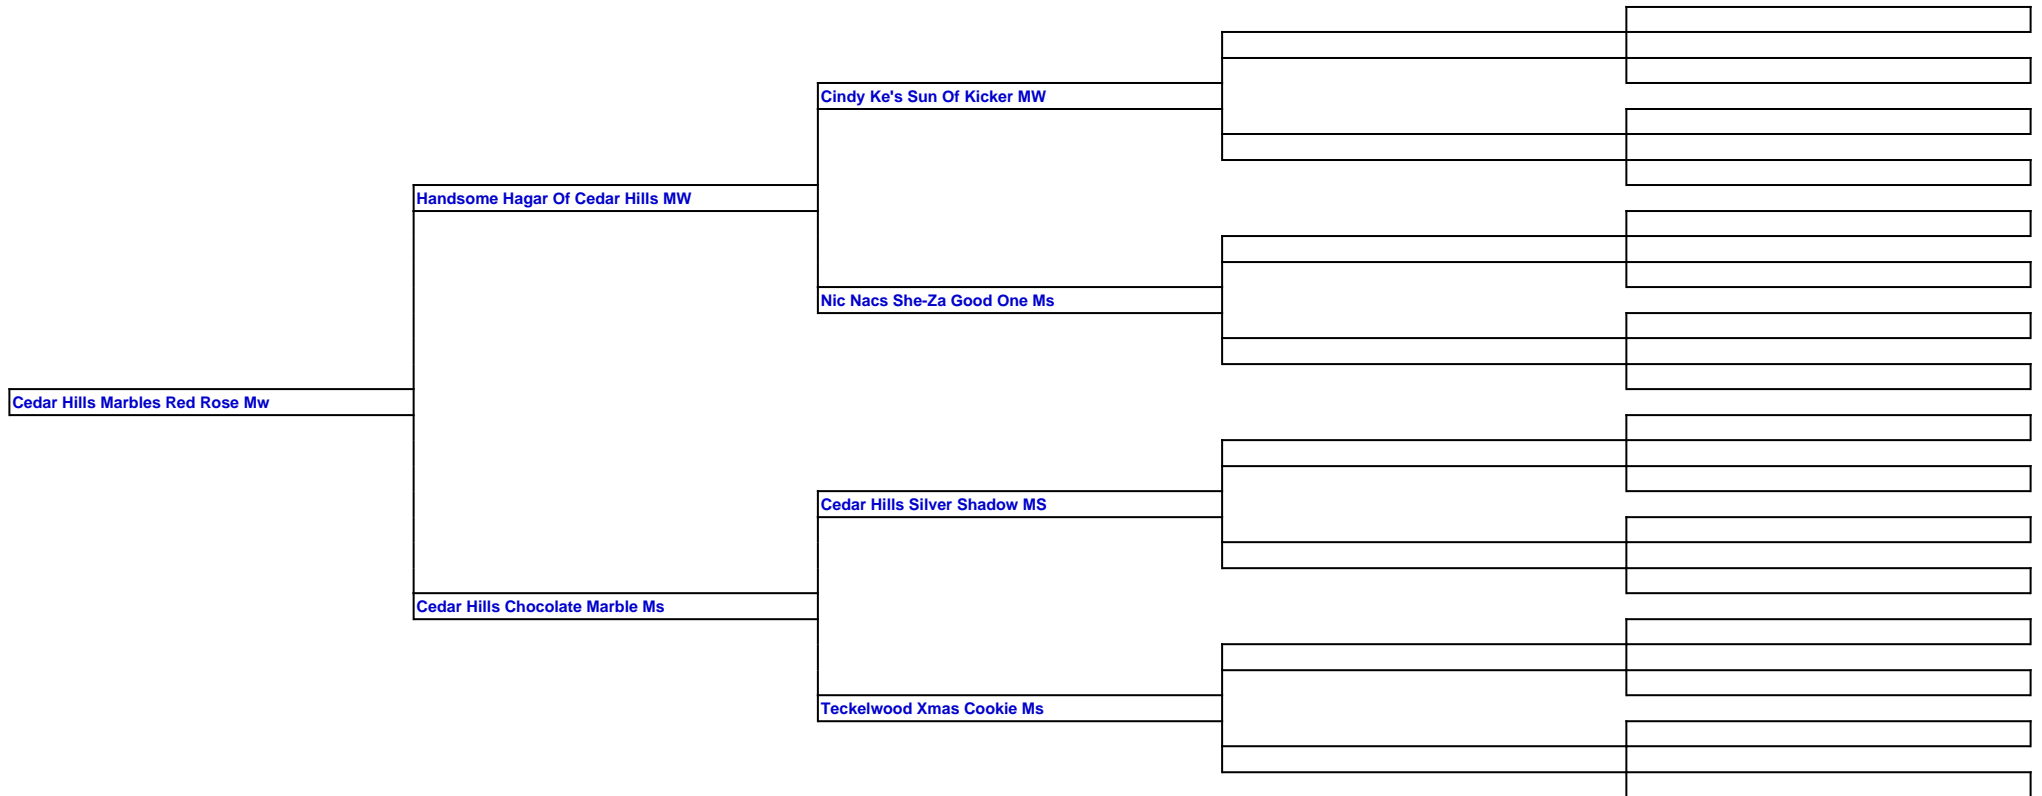 Cindy Ke's Sun Of Kicker MW
Handsome Hagar Of Cedar Hills MW
Nic Nacs She-Za Good One Ms
Cedar Hills Marbles Red Rose Mw
Cedar Hills Silver Shadow MS
Cedar Hills Chocolate Marble Ms
Teckelwood Xmas Cookie Ms